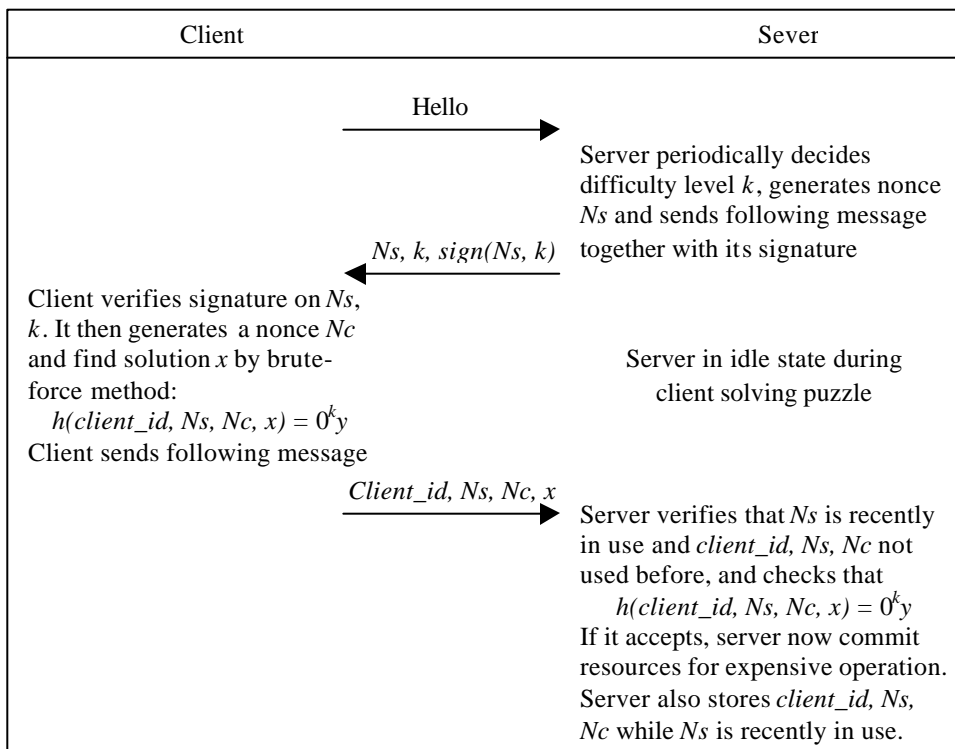 Client
Sever
Hello
Server periodically decides
difficulty level k, generates nonce
Ns and sends following message
together with its signature
Ns, k, sign(Ns, k)
Client verifies signature on Ns,
k. It then generates a nonce Nc
and find solution x by brute-
force method:
h(client_id, Ns, Nc, x) = 0^k y
Client sends following message
Server in idle state during
client solving puzzle
Client_id, Ns, Nc, x
Server verifies that Ns is recently
in use and client_id, Ns, Nc not
used before, and checks that
h(client_id, Ns, Nc, x) = 0^k y
If it accepts, server now commit
resources for expensive operation.
Server also stores client_id, Ns,
Nc while Ns is recently in use.